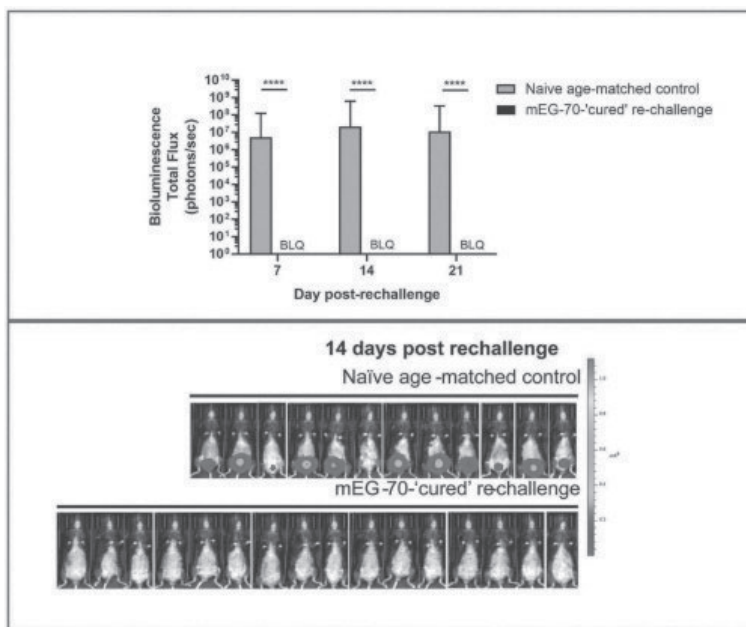 10¹⁰
10⁹
10⁸
10⁷
10⁶
10⁵
10⁴
10³
10²
10¹
10⁰
Bioluminescence
Total Flux
(photons/sec)
**** **** ****
Naive age-matched control
mEG-70-'cured' re-challenge
BLQ BLQ BLQ
7 14 21
Day post-rechallenge
14 days post rechallenge
Naïve age -matched control
mEG-70-'cured' re-challenge